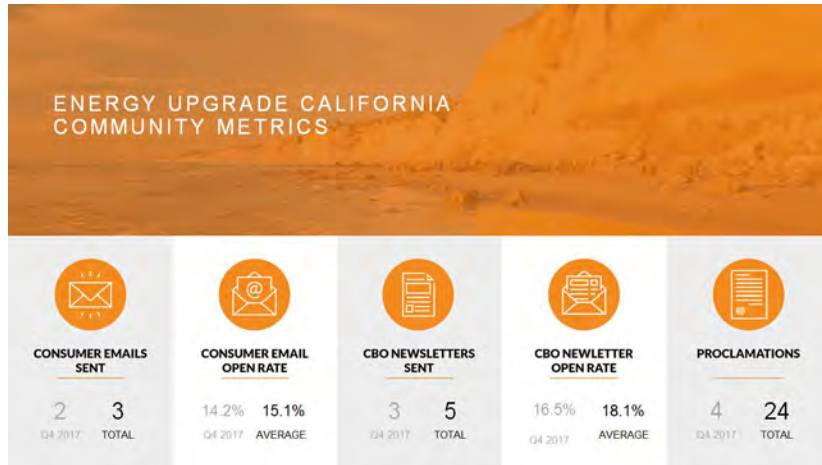 ENERGY UPGRADE CALIFORNIA
COMMUNITY METRICS
CONSUMER EMAILS
SENT
2 3
Q4 2017 TOTAL
CONSUMER EMAIL
OPEN RATE
14.2% 15.1%
Q4 2017 AVERAGE
CBO NEWSLETTERS
SENT
3 5
Q4 2017 TOTAL
CBO NEWLETTER
OPEN RATE
16.5% 18.1%
Q4 2017 AVERAGE
PROCLAMATIONS
4 24
Q4 2017 TOTAL